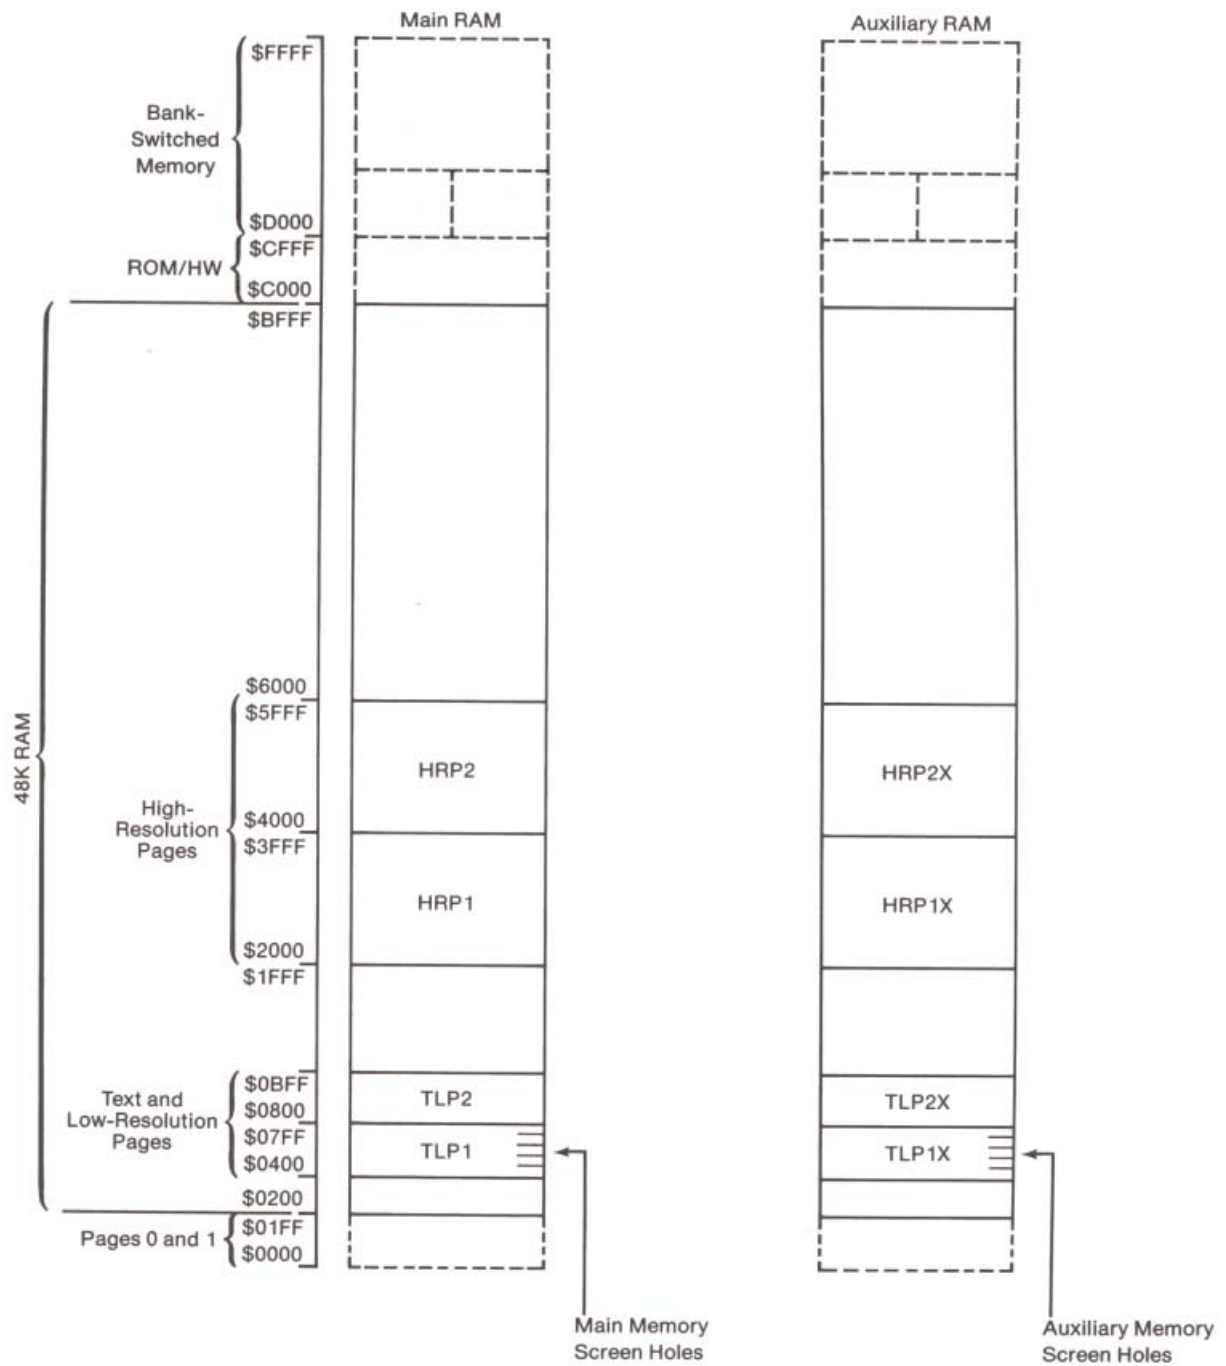 Main RAM
Auxiliary RAM
$FFFF
Bank-
Switched
Memory
$D000
$CFFF
ROM/HW
$C000
$BFFF
48K RAM
$6000
$5FFF
HRP2
HRP2X
High-
Resolution
Pages
$4000
$3FFF
HRP1
HRP1X
$2000
$1FFF
Text and
Low-Resolution
Pages
$0BFF
$0800
TLP2
TLP2X
$07FF
$0400
TLP1
TLP1X
$0200
Pages 0 and 1
$01FF
$0000
Main Memory
Screen Holes
Auxiliary Memory
Screen Holes